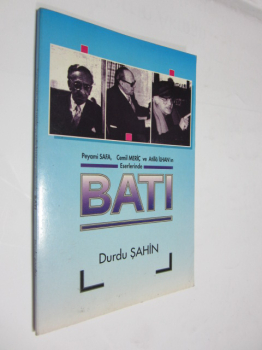 Peyami SAFA, Cemil MERİÇ ve Attilâ İLHAN'ın
Eserlerinde
BATI
Durdu ŞAHİN